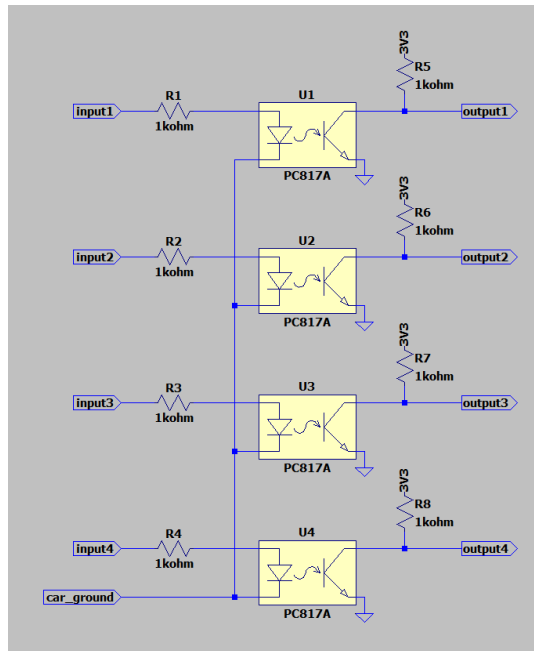 3V3
R5
1kohm
R1
U1
input1
output1
1kohm
PC817A
3V3
R6
1kohm
R2
U2
input2
output2
1kohm
PC817A
3V3
R7
1kohm
R3
U3
input3
output3
1kohm
PC817A
3V3
R8
1kohm
R4
U4
input4
output4
1kohm
car_ground
PC817A